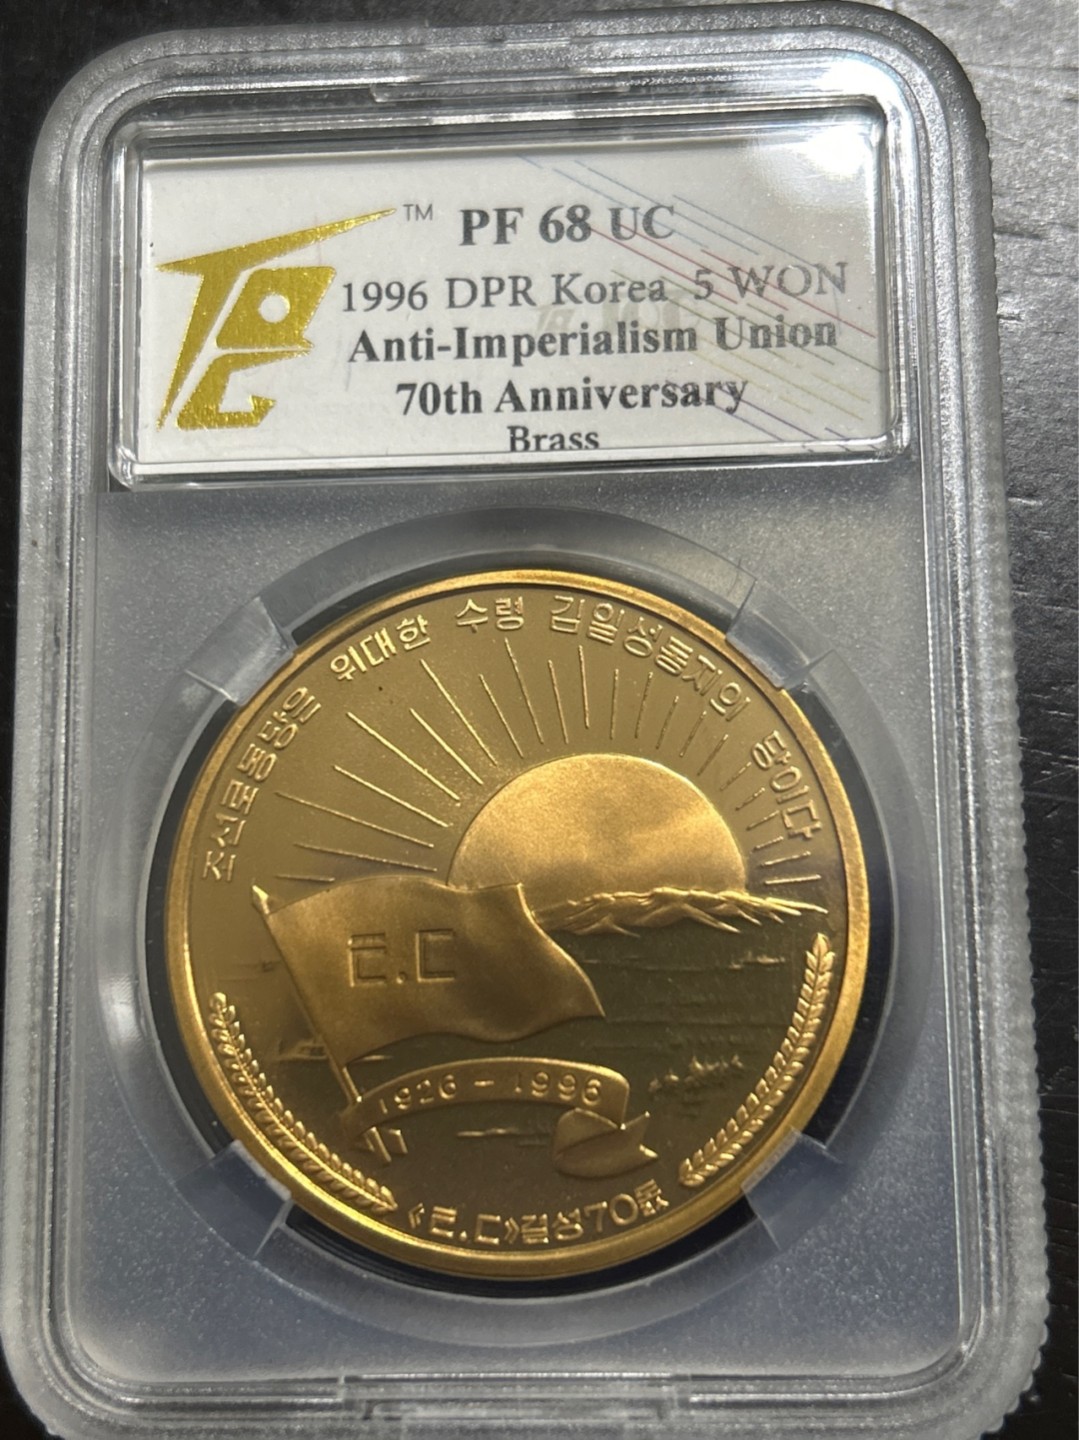 TQG™
PF 68 UC
1996 DPR Korea 5 WON
Anti-Imperialism Union
70th Anniversary
Brass
조선로동당은 위대한 수령 김일성동지의 당이다
ㅌ.ㄷ
1926-1996
《ㅌ.ㄷ》결성70돐